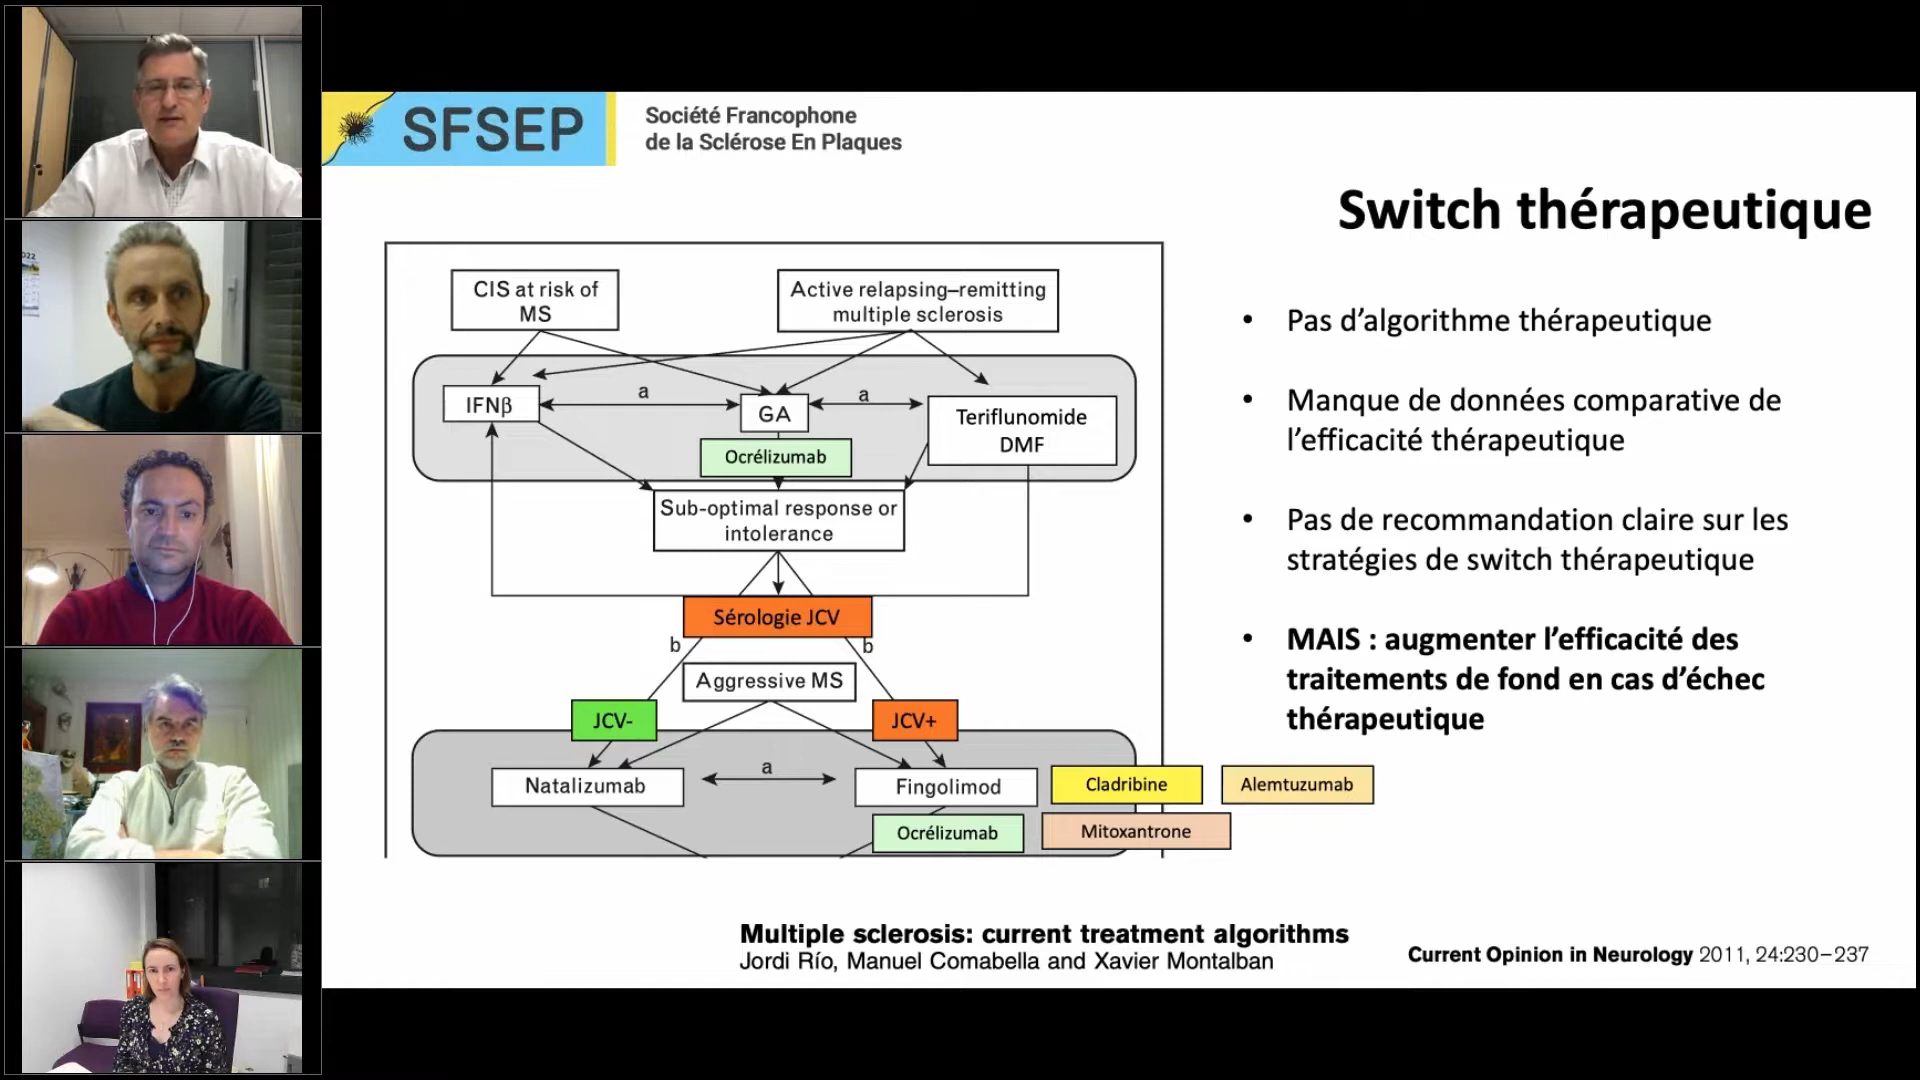 SFSEP
Société Francophone
de la Sclérose En Plaques
Switch thérapeutique
CIS at risk of
MS
Active relapsing–remitting
multiple sclerosis
IFNβ
a
GA
a
Teriflunomide
DMF
Ocrélizumab
Sub-optimal response or
intolerance
Sérologie JCV
b
b
Aggressive MS
JCV-
JCV+
Natalizumab
a
Fingolimod
Cladribine
Alemtuzumab
Ocrélizumab
Mitoxantrone
• Pas d’algorithme thérapeutique
• Manque de données comparative de
l’efficacité thérapeutique
• Pas de recommandation claire sur les
stratégies de switch thérapeutique
• MAIS : augmenter l’efficacité des
traitements de fond en cas d’échec
thérapeutique
Multiple sclerosis: current treatment algorithms
Jordi Río, Manuel Comabella and Xavier Montalban
Current Opinion in Neurology 2011, 24:230–237